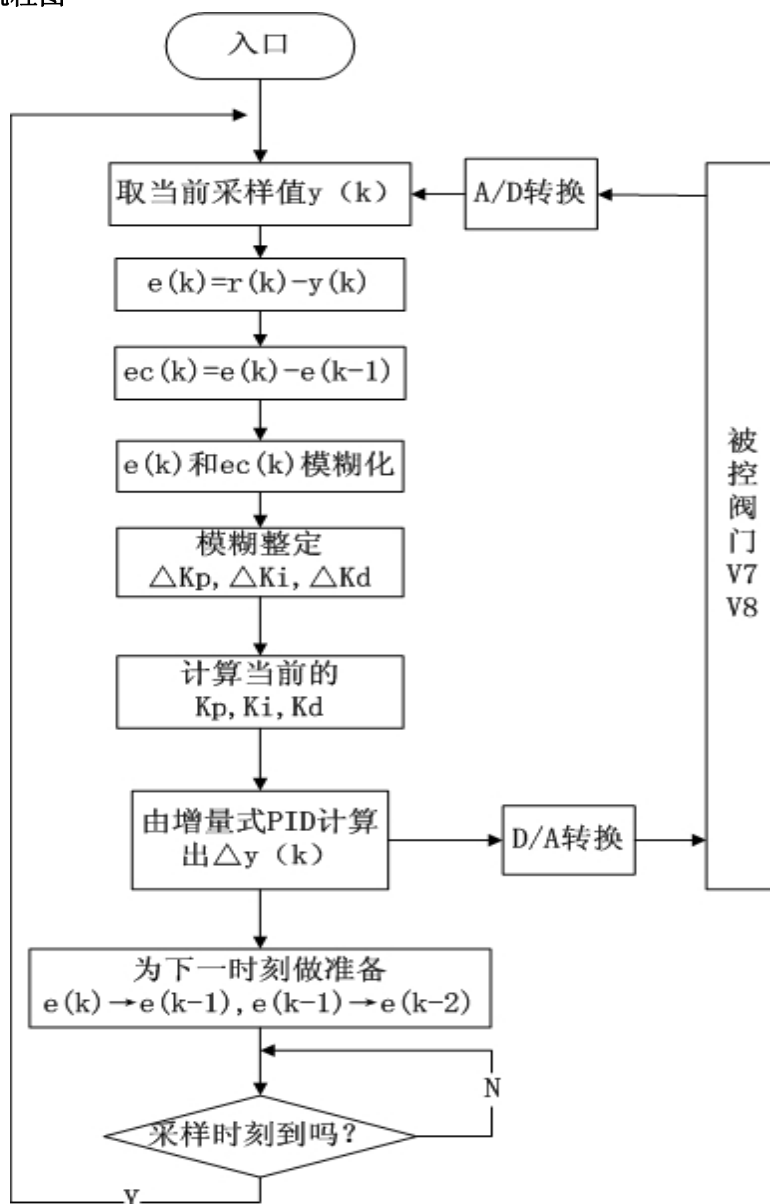 入口
取当前采样值y（k）
A/D转换
e(k)=r(k)-y(k)
ec(k)=e(k)-e(k-1)
e(k)和ec(k)模糊化
模糊整定
△Kp,△Ki,△Kd
计算当前的
Kp,Ki,Kd
由增量式PID计算
出△y（k）
D/A转换
被
控
阀
门
V7
V8
为下一时刻做准备
e(k)→e(k-1),e(k-1)→e(k-2)
N
采样时刻到吗？
Y